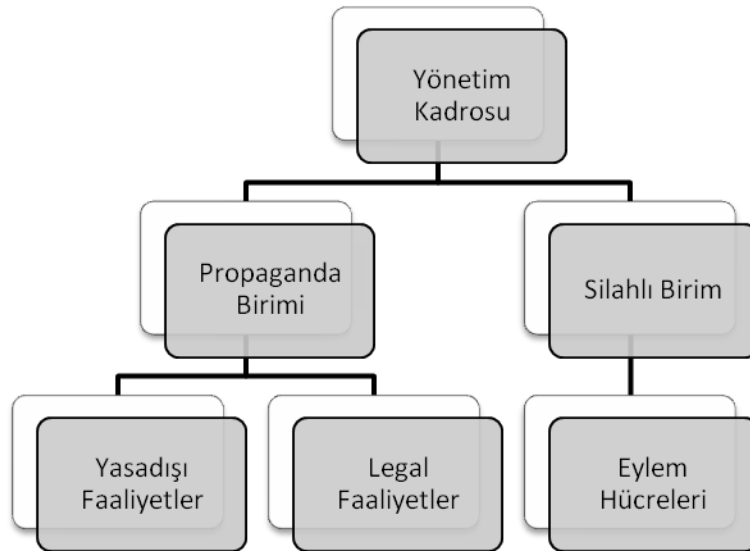 Yönetim
Kadrosu
Propaganda
Birimi
Silahlı Birim
Yasadışı
Faaliyetler
Legal
Faaliyetler
Eylem
Hücreleri